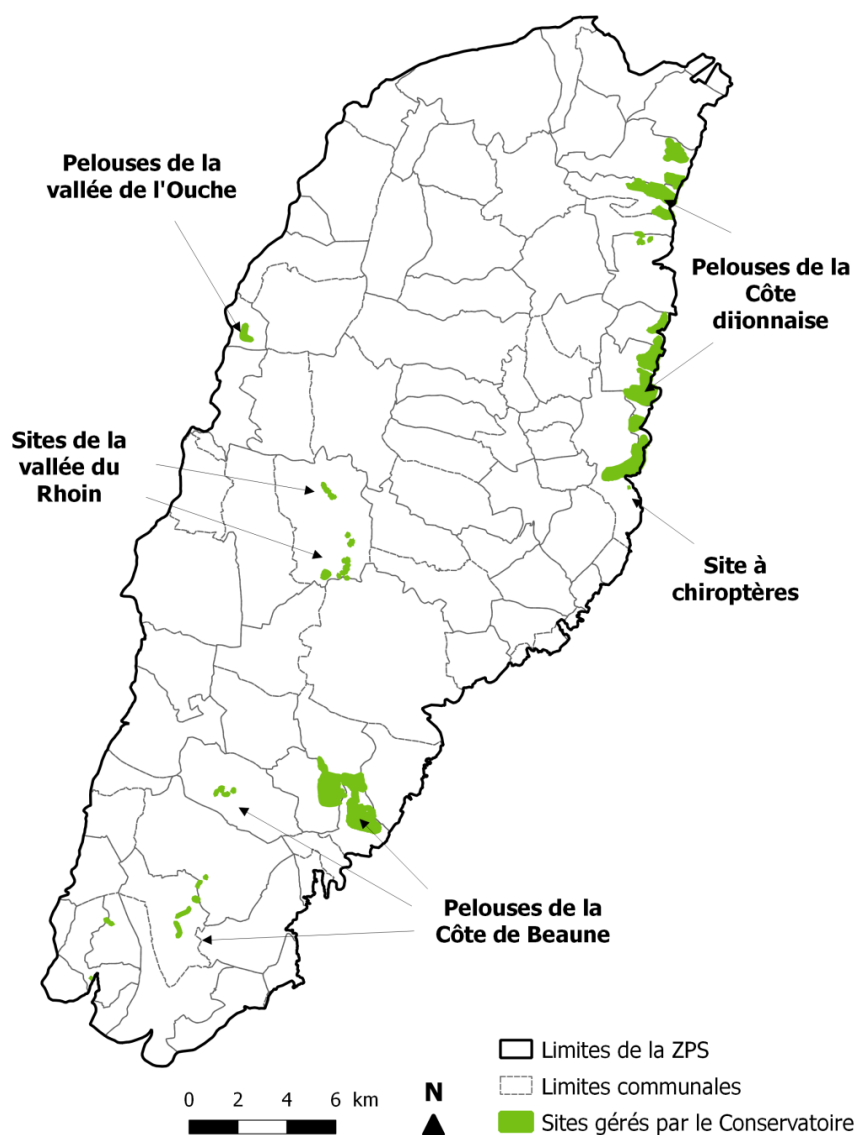 Pelouses de la
vallée de l'Ouche
Pelouses de la
Côte
dijonnaise
Sites de la
vallée du
Rhoin
Site à
chiroptères
Pelouses de la
Côte de Beaune
Limites de la ZPS
Limites communales
Sites gérés par le Conservatoire
0 2 4 6 km
N